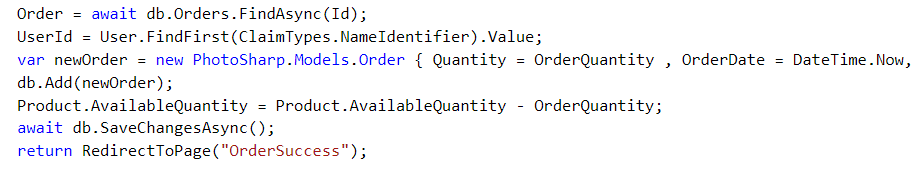 Order = await db.Orders.FindAsync(Id);
UserId = User.FindFirst(ClaimTypes.NameIdentifier).Value;
var newOrder = new PhotoSharp.Models.Order { Quantity = OrderQuantity , OrderDate = DateTime.Now,
db.Add(newOrder);
Product.AvailableQuantity = Product.AvailableQuantity - OrderQuantity;
await db.SaveChangesAsync();
return RedirectToPage("OrderSuccess");